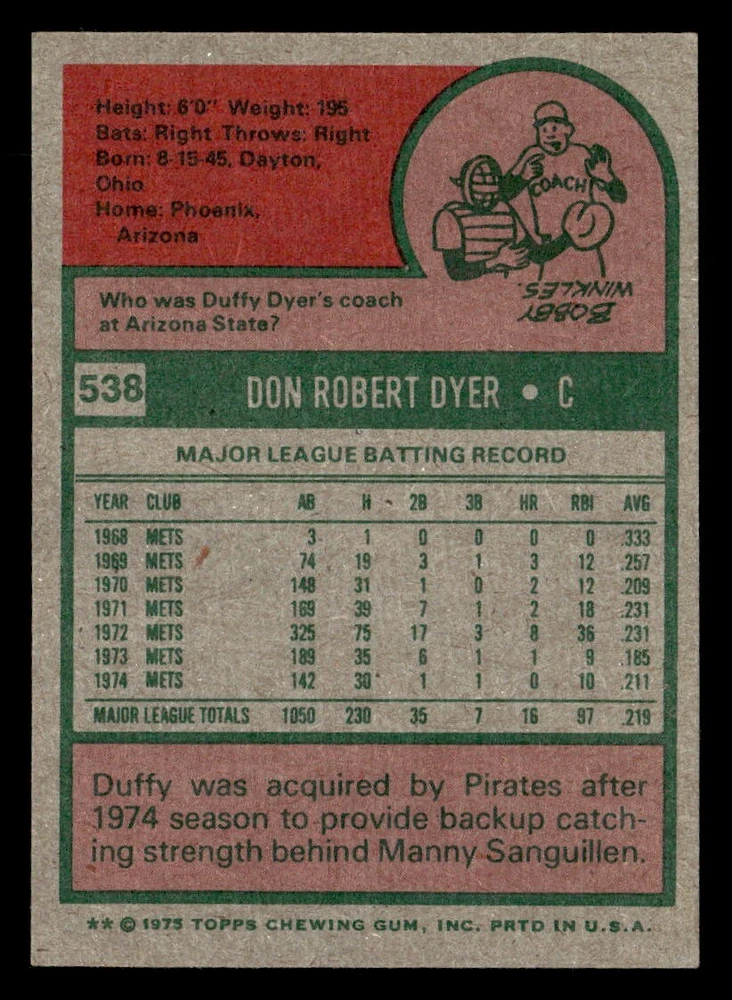 Height: 6'0" Weight: 195
Bats: Right Throws: Right
Born: 8-15-45, Dayton,
Ohio
Home: Phoenix,
Arizona
COACH
BOBBY
WINKLES.
Who was Duffy Dyer's coach
at Arizona State?
538 DON ROBERT DYER • C
MAJOR LEAGUE BATTING RECORD
YEAR CLUB AB H 2B 3B HR RBI AVG
1968 METS 3 1 0 0 0 0 .333
1969 METS 74 19 3 1 3 12 .257
1970 METS 148 31 1 0 2 12 .209
1971 METS 169 39 7 1 2 18 .231
1972 METS 325 75 17 3 8 36 .231
1973 METS 189 35 6 1 1 9 .185
1974 METS 142 30 1 1 0 10 .211
MAJOR LEAGUE TOTALS 1050 230 35 7 16 97 .219
Duffy was acquired by Pirates after
1974 season to provide backup catch-
ing strength behind Manny Sanguillen.
** © 1975 TOPPS CHEWING GUM, INC. PRTD IN U.S.A.